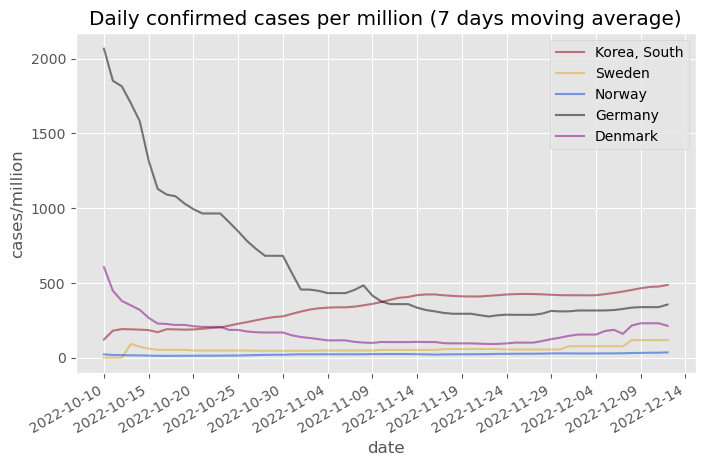 Daily confirmed cases per million (7 days moving average)
Korea, South
Sweden
Norway
Germany
Denmark
cases/million
2000
1500
1000
500
0
2022-10-10
2022-10-15
2022-10-20
2022-10-25
2022-10-30
2022-11-04
2022-11-09
2022-11-14
2022-11-19
2022-11-24
2022-11-29
2022-12-04
2022-12-09
2022-12-14
date